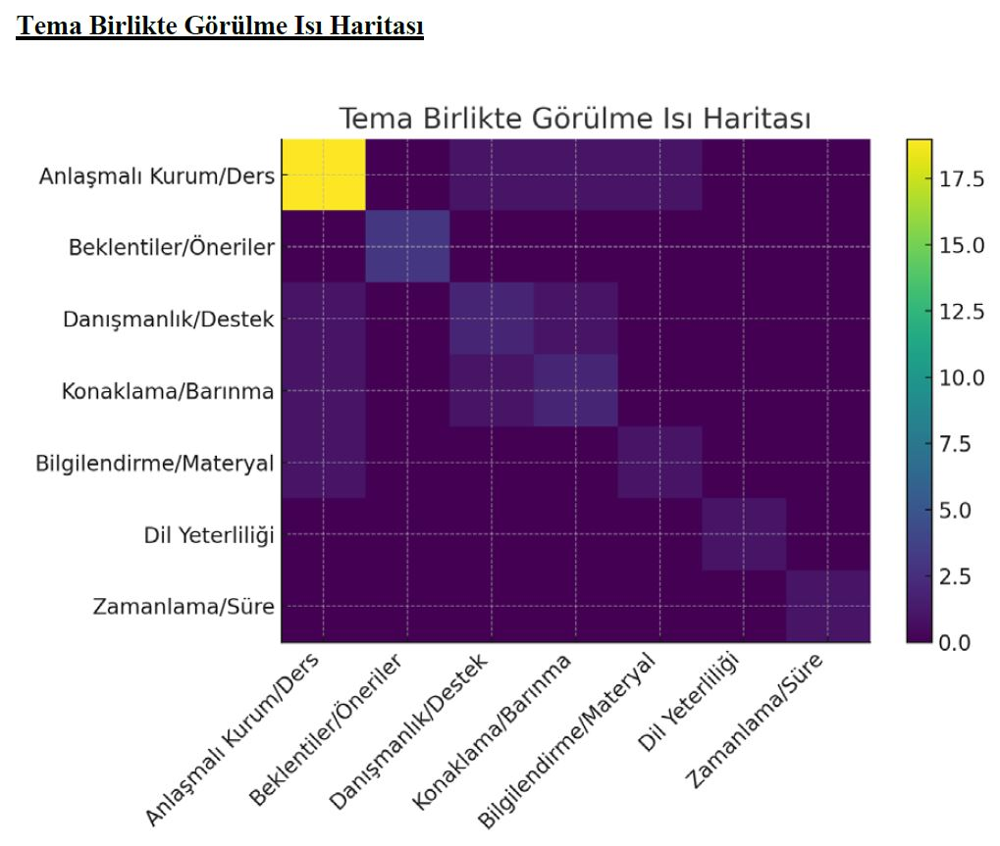 Tema Birlikte Görülme Isı Haritası
Tema Birlikte Görülme Isı Haritası
Anlaşmalı Kurum/Ders
Beklentiler/Öneriler
Danışmanlık/Destek
Konaklama/Barınma
Bilgilendirme/Materyal
Dil Yeterliliği
Zamanlama/Süre
Anlaşmalı Kurum/Ders
Beklentiler/Öneriler
Danışmanlık/Destek
Konaklama/Barınma
Bilgilendirme/Materyal
Dil Yeterliliği
Zamanlama/Süre
17.5
15.0
12.5
10.0
7.5
5.0
2.5
0.0